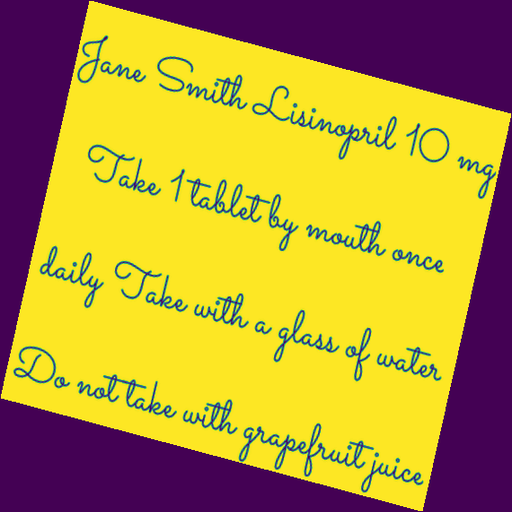 Jane Smith Lisinopril 10 mg
Take 1 tablet by mouth once
daily Take with a glass of water
Do not take with grapefruit juice